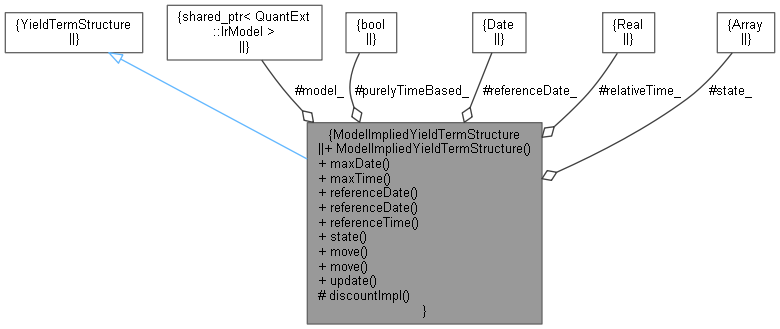 {YieldTermStructure
||}
{shared_ptr< QuantExt
::IrModel >
||}
{bool
||}
{Date
||}
{Real
||}
{Array
||}
#model_
#purelyTimeBased_
#referenceDate_
#relativeTime_
#state_
{ModelImpliedYieldTermStructure
||+ ModelImpliedYieldTermStructure()
+ maxDate()
+ maxTime()
+ referenceDate()
+ referenceDate()
+ referenceTime()
+ state()
+ move()
+ move()
+ update()
# discountImpl()
}